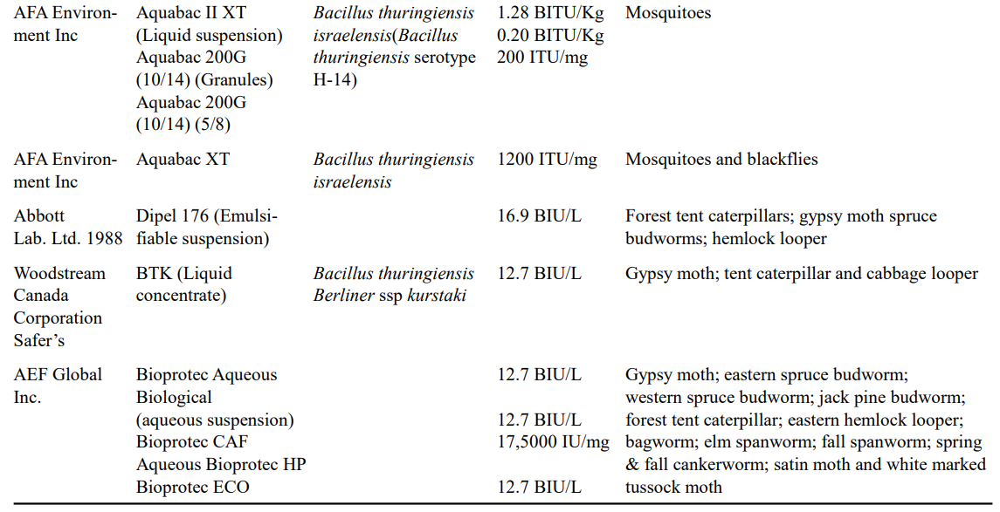 AFA Environ-
ment Inc
Aquabac II XT
(Liquid suspension)
Aquabac 200G
(10/14) (Granules)
Aquabac 200G
(10/14) (5/8)
Bacillus thuringiensis
israelensis(Bacillus
thuringiensis serotype
H-14)
1.28 BITU/Kg
0.20 BITU/Kg
200 ITU/mg
Mosquitoes
AFA Environ-
ment Inc
Aquabac XT
Bacillus thuringiensis
israelensis
1200 ITU/mg
Mosquitoes and blackflies
Abbott
Lab. Ltd. 1988
Dipel 176 (Emulsi-
fiable suspension)
16.9 BIU/L
Forest tent caterpillars; gypsy moth spruce
budworms; hemlock looper
Woodstream
Canada
Corporation
Safer’s
BTK (Liquid
concentrate)
Bacillus thuringiensis
Berliner ssp kurstaki
12.7 BIU/L
Gypsy moth; tent caterpillar and cabbage looper
AEF Global
Inc.
Bioprotec Aqueous
Biological
(aqueous suspension)
Bioprotec CAF
Aqueous Bioprotec HP
Bioprotec ECO
12.7 BIU/L
12.7 BIU/L
17,5000 IU/mg
12.7 BIU/L
Gypsy moth; eastern spruce budworm;
western spruce budworm; jack pine budworm;
forest tent caterpillar; eastern hemlock looper;
bagworm; elm spanworm; fall spanworm; spring
& fall cankerworm; satin moth and white marked
tussock moth